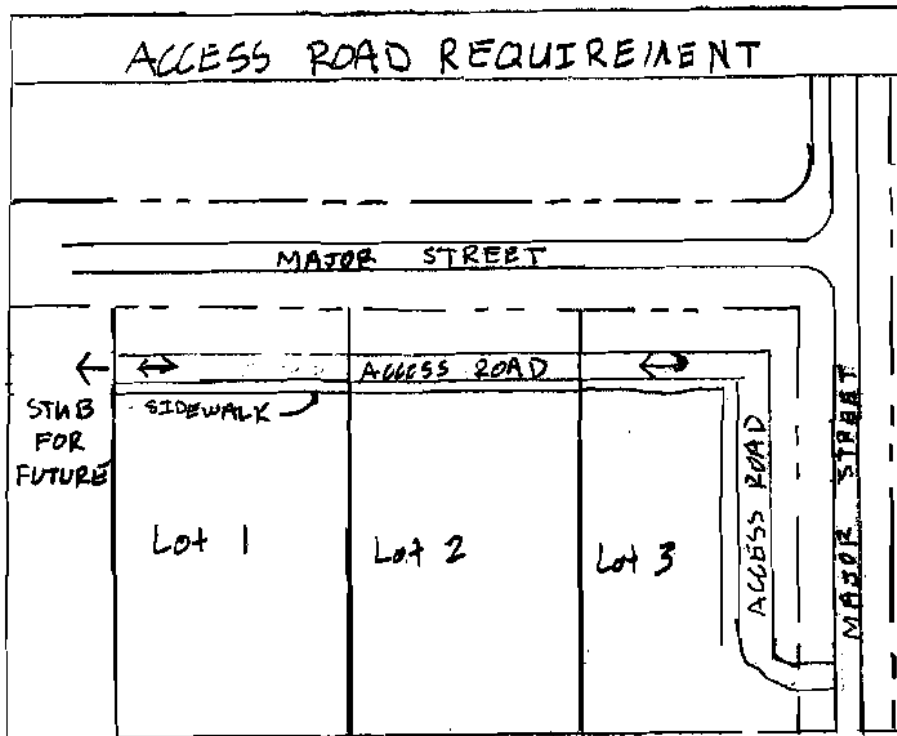 ACCESS ROAD REQUIREMENT
MAJOR STREET
ACCESS ROAD
STUB
FOR
FUTURE
SIDEWALK
Lot 1
Lot 2
Lot 3
ACCESS ROAD
MAJOR STREET